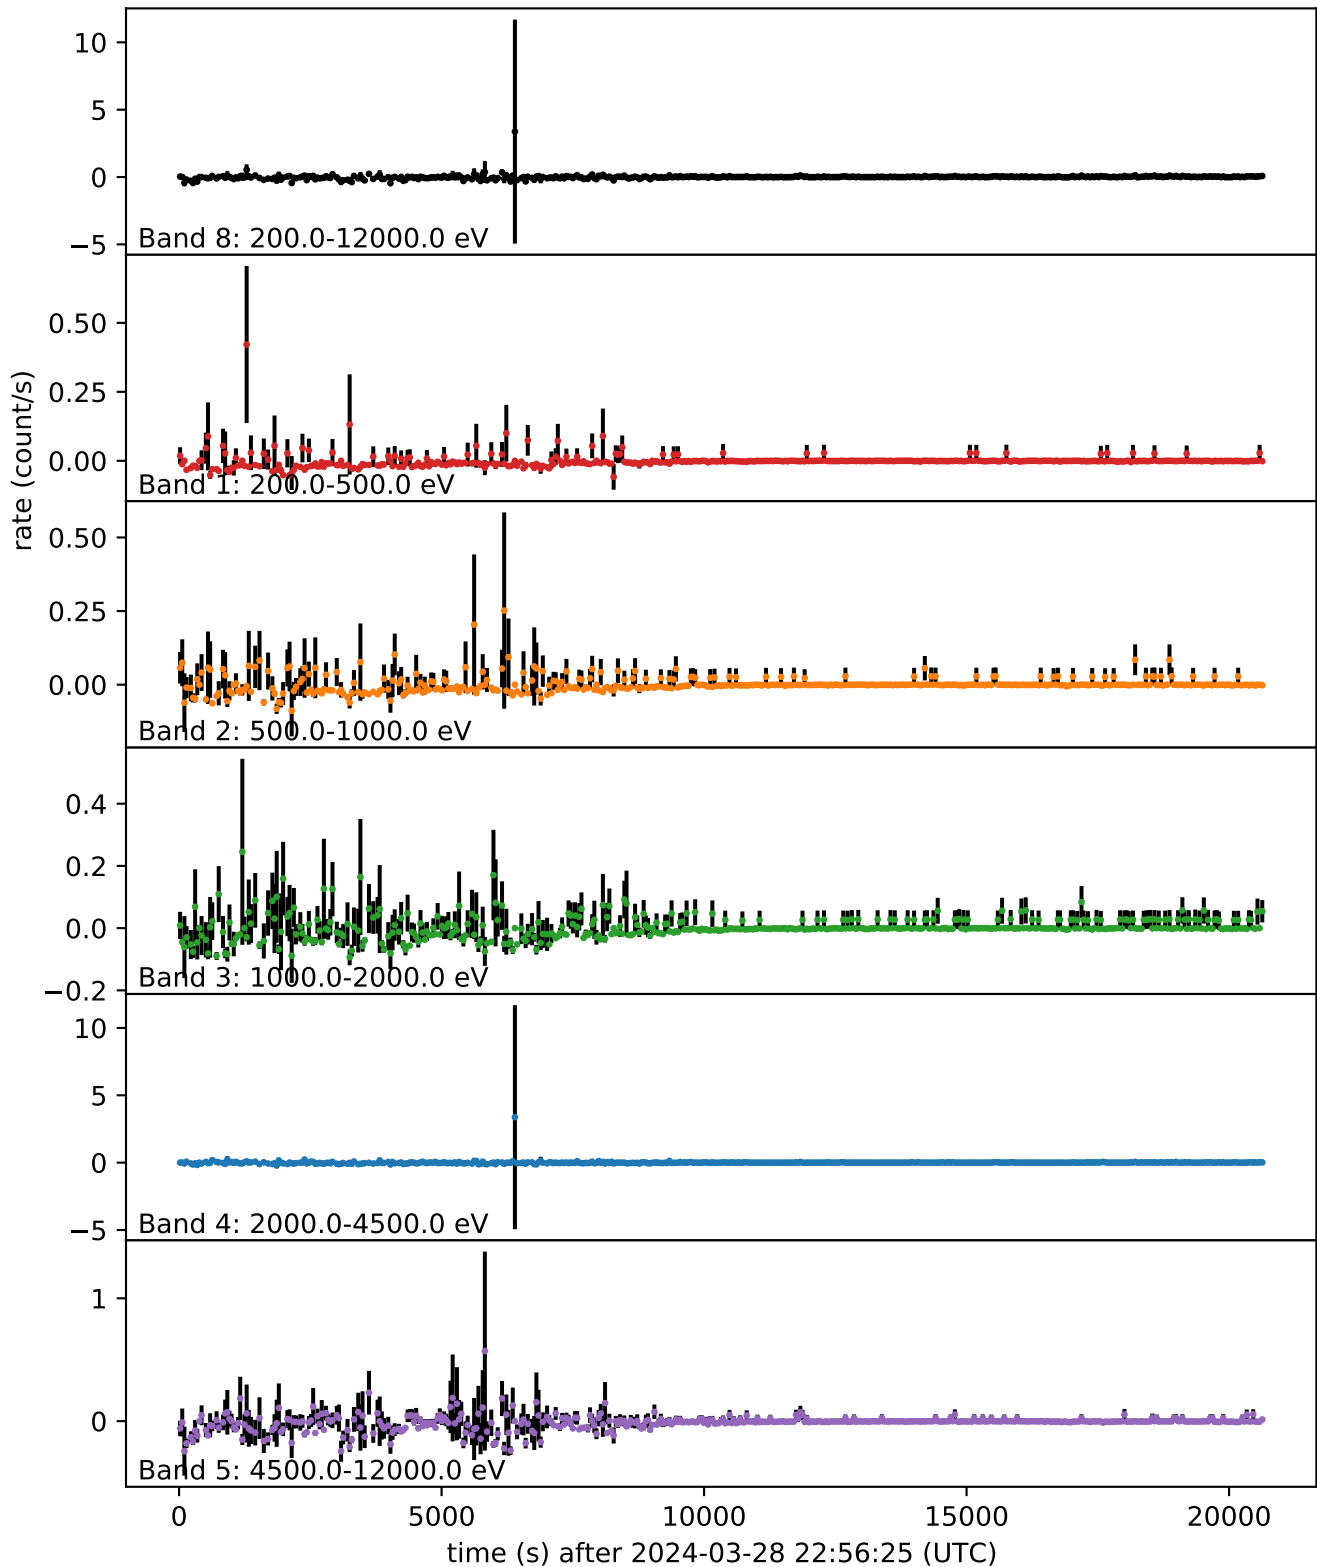 10
5
0
−5
Band 8: 200.0-12000.0 eV
0.50
0.25
0.00
Band 1: 200.0-500.0 eV
rate (count/s)
0.50
0.25
0.00
Band 2: 500.0-1000.0 eV
0.4
0.2
0.0
−0.2
Band 3: 1000.0-2000.0 eV
10
5
0
−5
Band 4: 2000.0-4500.0 eV
1
0
Band 5: 4500.0-12000.0 eV
0 5000 10000 15000 20000
time (s) after 2024-03-28 22:56:25 (UTC)